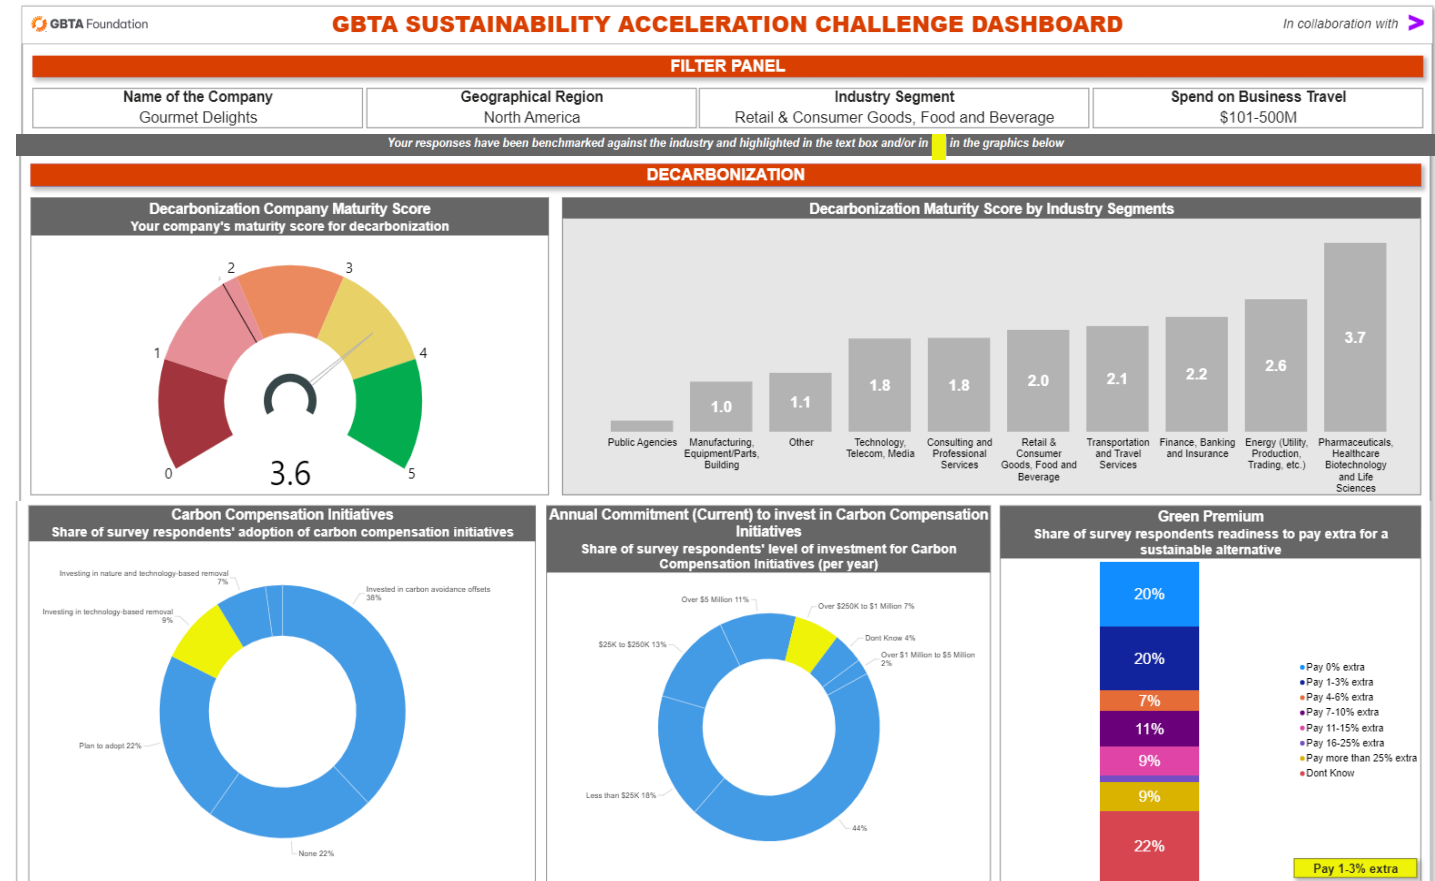 GBTA Foundation
GBTA SUSTAINABILITY ACCELERATION CHALLENGE DASHBOARD
In collaboration with >
FILTER PANEL
Name of the Company
Gourmet Delights
Geographical Region
North America
Industry Segment
Retail & Consumer Goods, Food and Beverage
Spend on Business Travel
$101-500M
Your responses have been benchmarked against the industry and highlighted in the text box and/or in in the graphics below
DECARBONIZATION
Decarbonization Company Maturity Score
Your company's maturity score for decarbonization
0
1
2
3
4
5
3.6
Decarbonization Maturity Score by Industry Segments
1.0
1.1
1.8
1.8
2.0
2.1
2.2
2.6
3.7
Public Agencies
Manufacturing,
Equipment/Parts,
Building
Other
Technology,
Telecom, Media
Consulting and
Professional
Services
Retail &
Consumer
Goods, Food and
Beverage
Transportation
and Travel
Services
Finance, Banking
and Insurance
Energy (Utility,
Production,
Trading, etc.)
Pharmaceuticals,
Healthcare
Biotechnology
and Life
Sciences
Carbon Compensation Initiatives
Share of survey respondents' adoption of carbon compensation initiatives
Investing in nature and technology-based removal
7%
Invested in carbon avoidance offsets
38%
Investing in technology-based removal
9%
Plan to adopt 22%
None 22%
Annual Commitment (Current) to invest in Carbon Compensation
Initiatives
Share of survey respondents' level of investment for Carbon
Compensation Initiatives (per year)
Over $5 Million 11%
Over $250K to $1 Million 7%
$25K to $250K 13%
Dont Know 4%
Over $1 Million to $5 Million
2%
Less than $25K 18%
44%
Green Premium
Share of survey respondents readiness to pay extra for a
sustainable alternative
20%
20%
7%
11%
9%
9%
22%
Pay 0% extra
Pay 1-3% extra
Pay 4-6% extra
Pay 7-10% extra
Pay 11-15% extra
Pay 16-25% extra
Pay more than 25% extra
Dont Know
Pay 1-3% extra